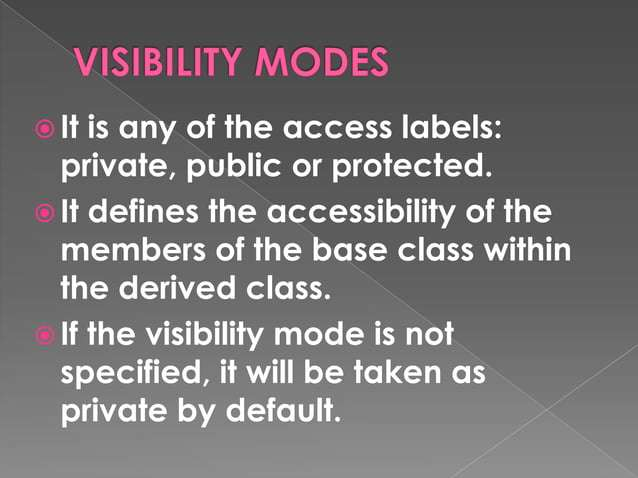 VISIBILITY MODES
It is any of the access labels:
private, public or protected.
It defines the accessibility of the
members of the base class within
the derived class.
If the visibility mode is not
specified, it will be taken as
private by default.